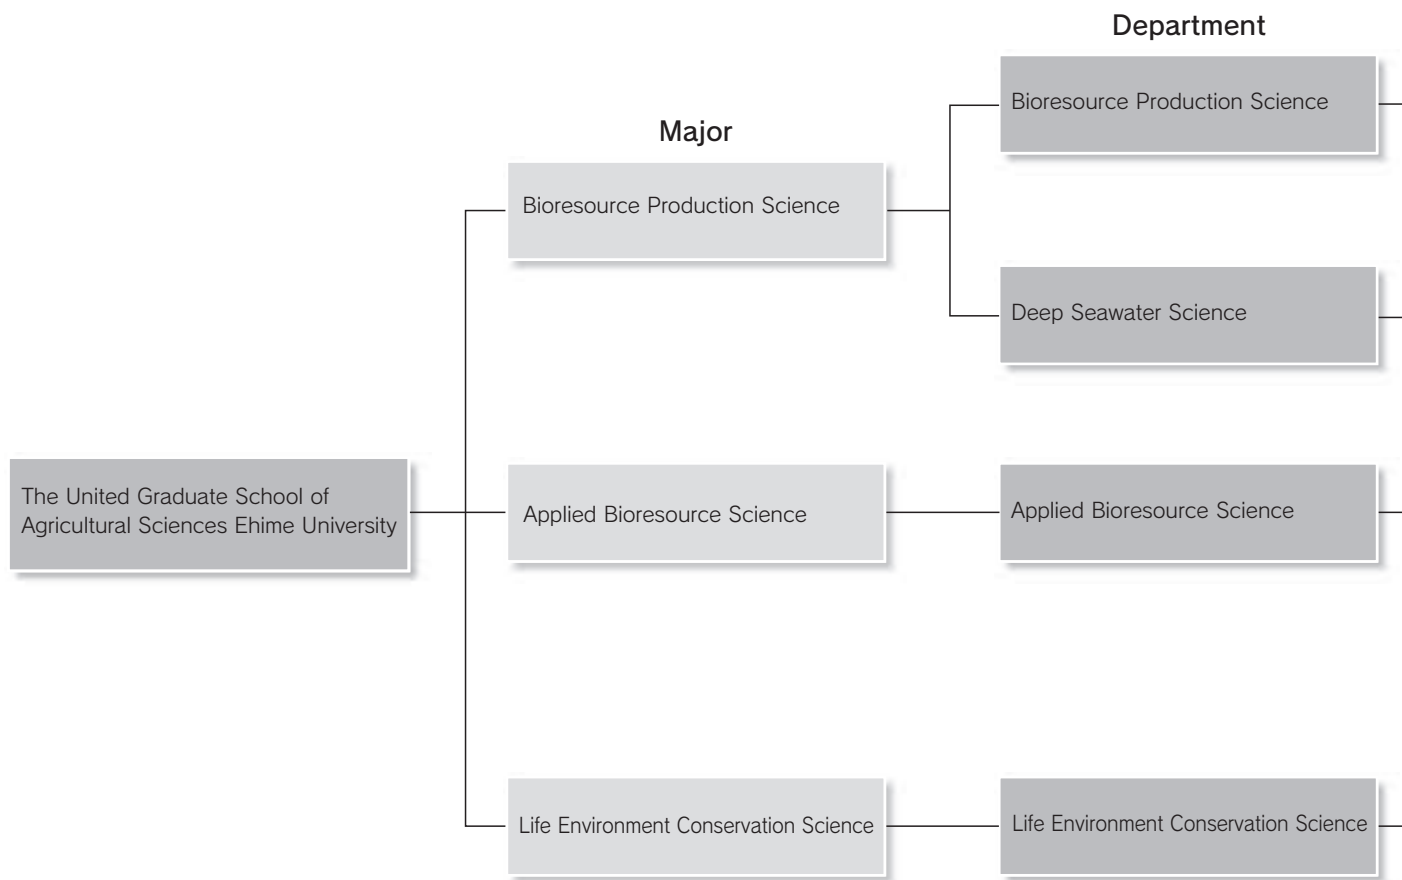 Department
Bioresource Production Science
Major
Bioresource Production Science
Deep Seawater Science
The United Graduate School of
Agricultural Sciences Ehime University
Applied Bioresource Science
Applied Bioresource Science
Life Environment Conservation Science
Life Environment Conservation Science